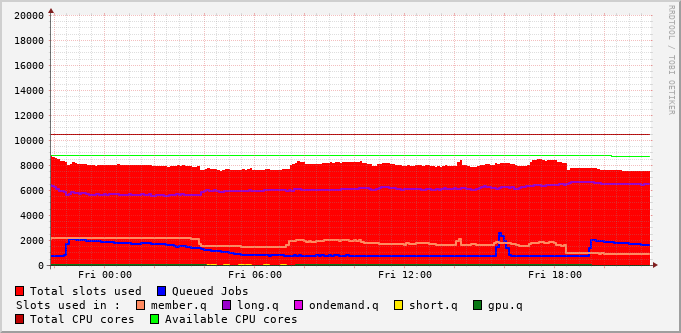 RRDTOOL / TOBI OETIKER
20000
18000
16000
14000
12000
10000
8000
6000
4000
2000
0
Fri 00:00 Fri 06:00 Fri 12:00 Fri 18:00
Total slots used Queued Jobs
Slots used in : member.q long.q ondemand.q short.q gpu.q
Total CPU cores Available CPU cores